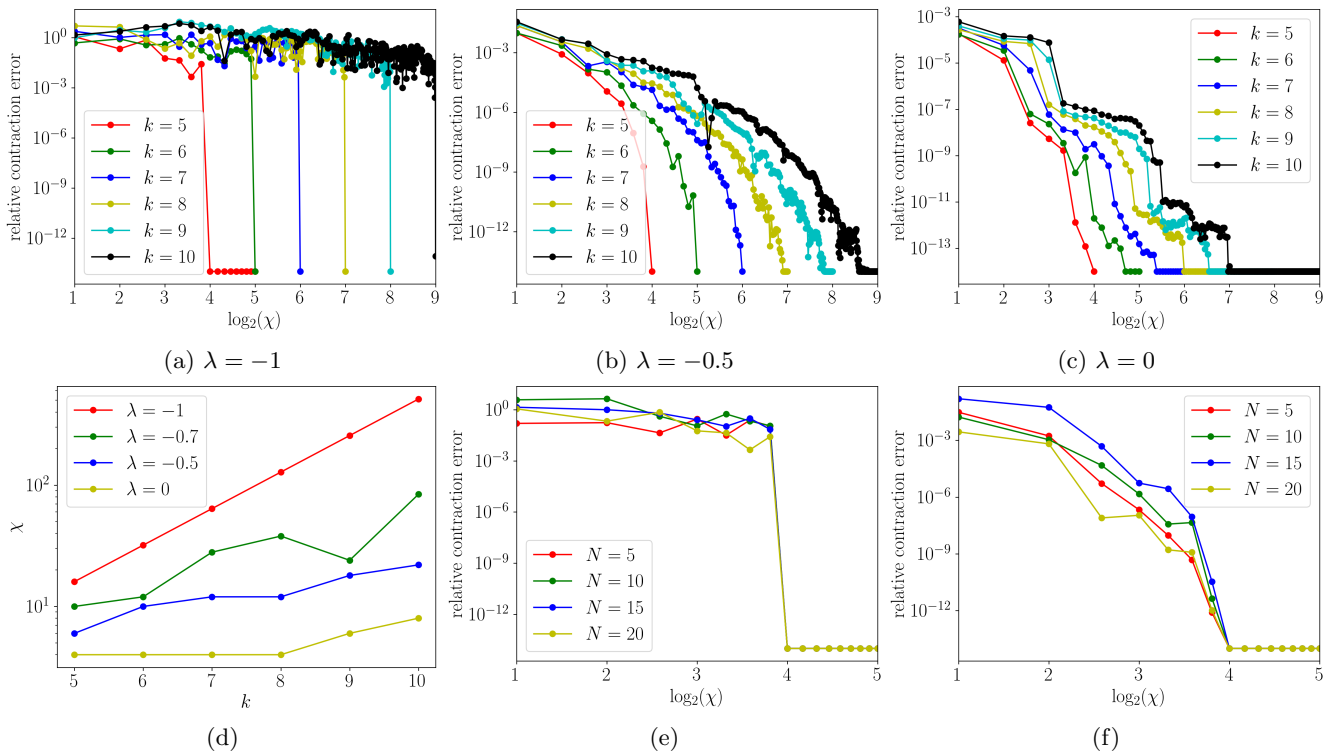 relative contraction error
10^0
10^{-3}
10^{-6}
10^{-9}
10^{-12}
k = 5
k = 6
k = 7
k = 8
k = 9
k = 10
1 2 3 4 5 6 7 8 9
log_2(χ)
(a) λ = −1
relative contraction error
10^{-3}
10^{-6}
10^{-9}
10^{-12}
k = 5
k = 6
k = 7
k = 8
k = 9
k = 10
1 2 3 4 5 6 7 8 9
log_2(χ)
(b) λ = −0.5
relative contraction error
10^{-3}
10^{-5}
10^{-7}
10^{-9}
10^{-11}
10^{-13}
k = 5
k = 6
k = 7
k = 8
k = 9
k = 10
1 2 3 4 5 6 7 8 9
log_2(χ)
(c) λ = 0
χ
10^2
10^1
λ = −1
λ = −0.7
λ = −0.5
λ = 0
5 6 7 8 9 10
k
(d)
relative contraction error
10^0
10^{-3}
10^{-6}
10^{-9}
10^{-12}
N = 5
N = 10
N = 15
N = 20
1 2 3 4 5
log_2(χ)
(e)
relative contraction error
10^0
10^{-3}
10^{-6}
10^{-9}
10^{-12}
N = 5
N = 10
N = 15
N = 20
1 2 3 4 5
log_2(χ)
(f)